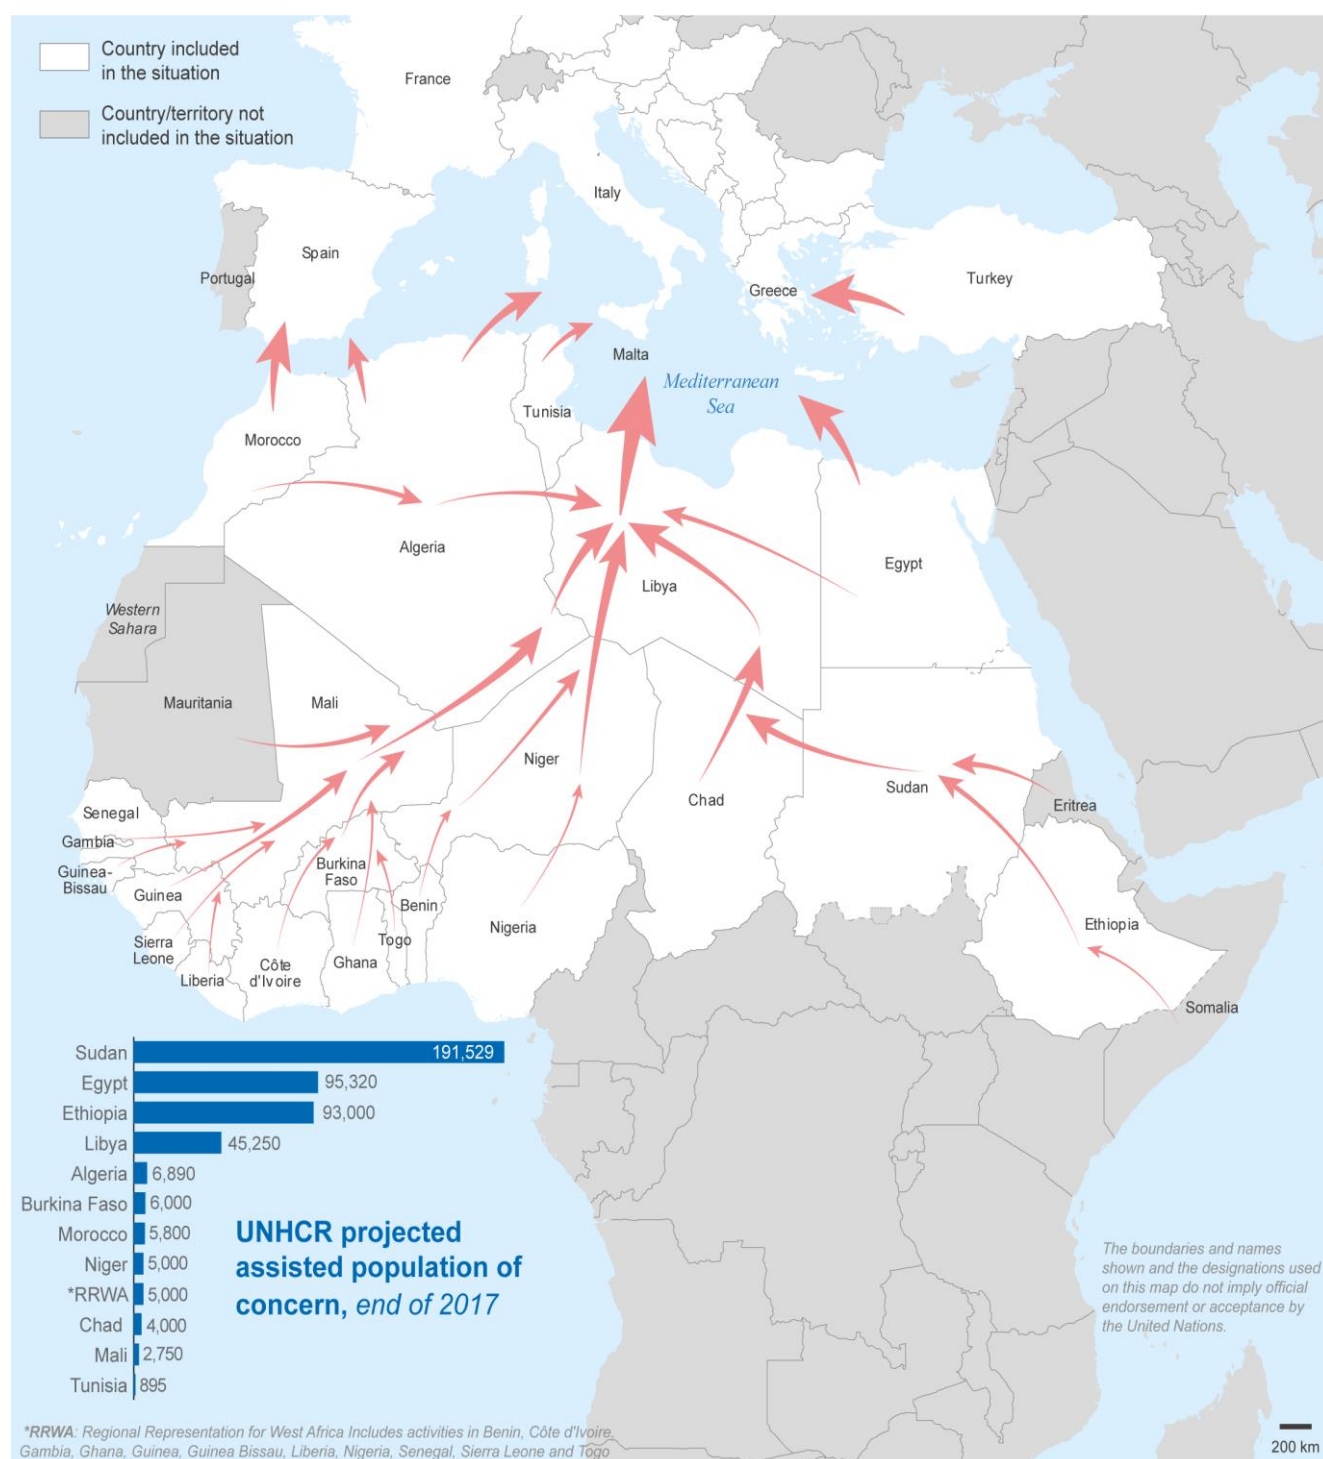 Country included
in the situation
Country/territory not
included in the situation
France
Italy
Spain
Portugal
Greece
Turkey
Malta
Mediterranean
Sea
Tunisia
Morocco
Algeria
Libya
Egypt
Western
Sahara
Mauritania
Mali
Niger
Chad
Sudan
Eritrea
Senegal
Gambia
Guinea-
Bissau
Guinea
Burkina
Faso
Benin
Nigeria
Ethiopia
Sierra
Leone
Liberia
Côte
d'Ivoire
Ghana
Togo
Somalia
Sudan 191,529
Egypt 95,320
Ethiopia 93,000
Libya 45,250
Algeria 6,890
Burkina Faso 6,000
Morocco 5,800
Niger 5,000
*RRWA 5,000
Chad 4,000
Mali 2,750
Tunisia 895
UNHCR projected
assisted population of
concern, end of 2017
The boundaries and names
shown and the designations used
on this map do not imply official
endorsement or acceptance by
the United Nations.
*RRWA: Regional Representation for West Africa Includes activities in Benin, Côte d'Ivoire,
Gambia, Ghana, Guinea, Guinea Bissau, Liberia, Nigeria, Senegal, Sierra Leone and Togo
200 km